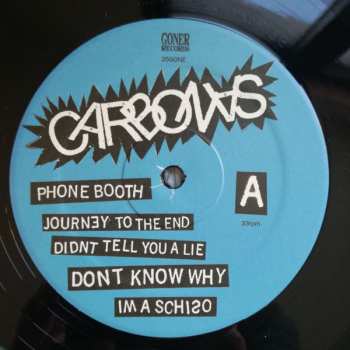 GONER
RECORDS
25GONE
CARBONAS
PHONE BOOTH
A
JOURNEY TO THE END
DIDNT TELL YOU A LIE
33rpm
DONT KNOW WHY
IM A SCHIZO